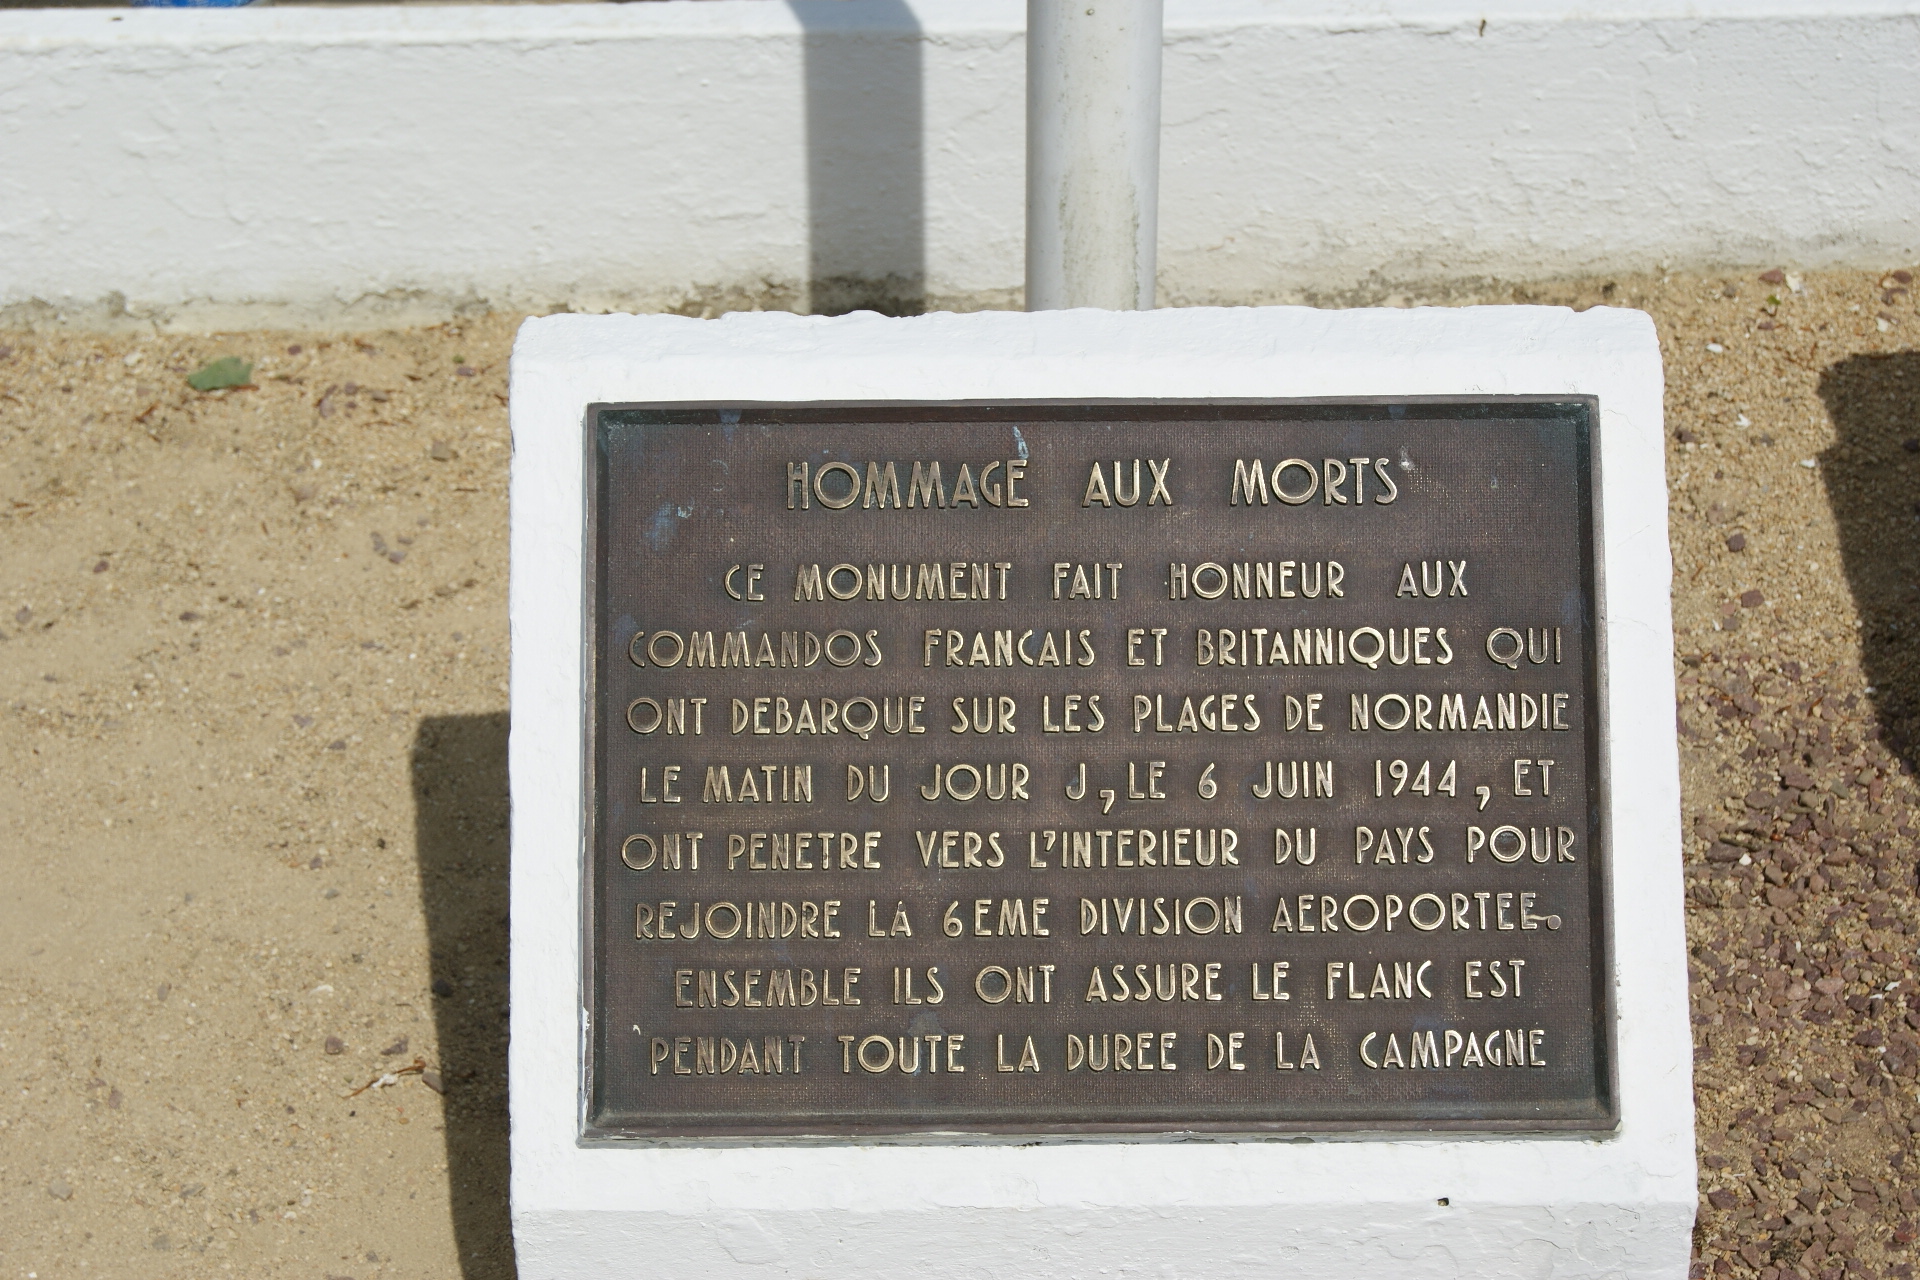 HOMMAGE AUX MORTS
CE MONUMENT FAIT HONNEUR AUX
COMMANDOS FRANCAIS ET BRITANNIQUES QUI
ONT DEBARQUE SUR LES PLAGES DE NORMANDIE
LE MATIN DU JOUR J, LE 6 JUIN 1944, ET
ONT PENETRE VERS L'INTERIEUR DU PAYS POUR
REJOINDRE LA 6EME DIVISION AEROPORTEE.
ENSEMBLE ILS ONT ASSURE LE FLANC EST
PENDANT TOUTE LA DUREE DE LA CAMPAGNE